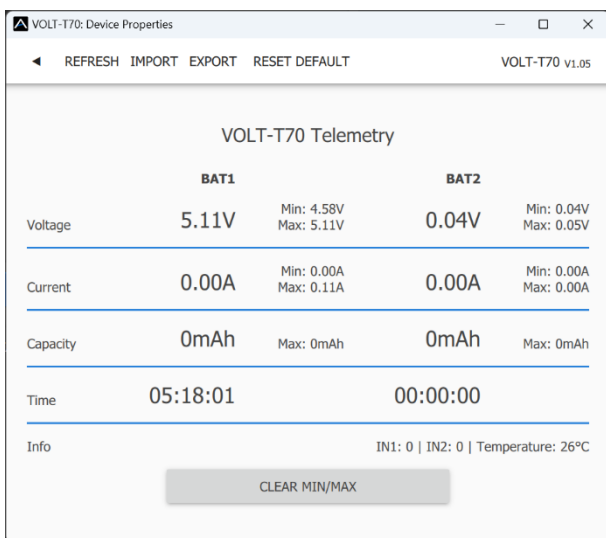 VOLT-T70: Device Properties
REFRESH IMPORT EXPORT RESET DEFAULT VOLT-T70 V1.05
VOLT-T70 Telemetry
BAT1 BAT2
Voltage 5.11V Min: 4.58V Max: 5.11V 0.04V Min: 0.04V Max: 0.05V
Current 0.00A Min: 0.00A Max: 0.11A 0.00A Min: 0.00A Max: 0.00A
Capacity 0mAh Max: 0mAh 0mAh Max: 0mAh
Time 05:18:01 00:00:00
Info IN1: 0 | IN2: 0 | Temperature: 26°C
CLEAR MIN/MAX